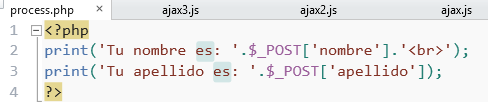 process.php ajax3.js ajax2.js ajax.js
1 <?php
2 print('Tu nombre es: '.$_POST['nombre'].'<br>');
3 print('Tu apellido es: '.$_POST['apellido']);
4 ?>